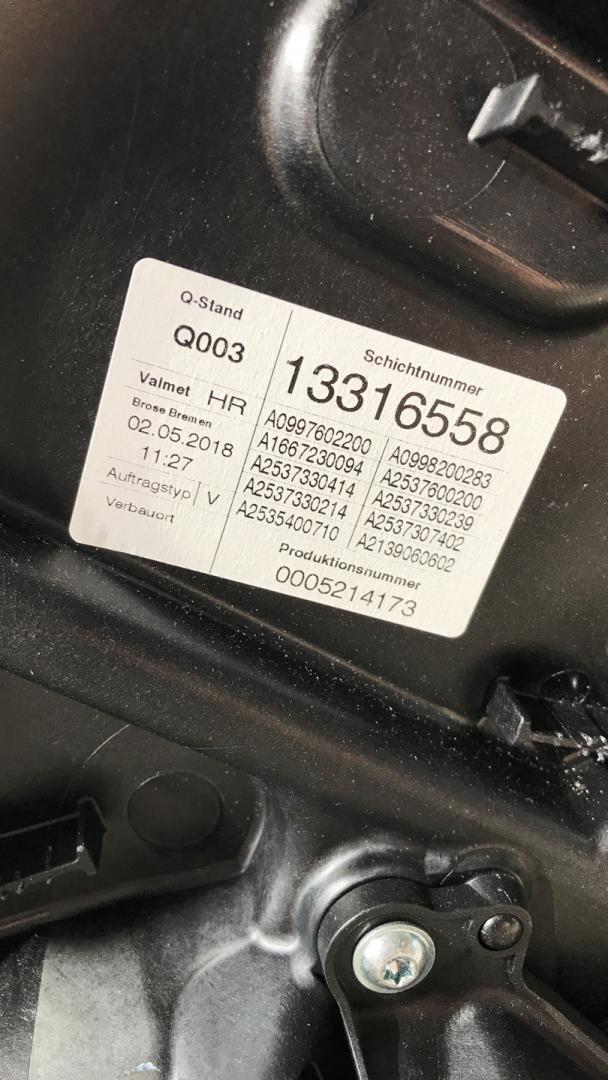 Q-Stand
Q003
Schichtnummer
13316558
Valmet HR
Brose Bremen
02.05.2018
11:27
Auftragstyp V
Verbauort
A0997602200 A0998200283
A1667230094 A2537600200
A2537330414 A2537330239
A2537330214 A2537307402
A2535400710 A2139060602
Produktionsnummer
0005214173